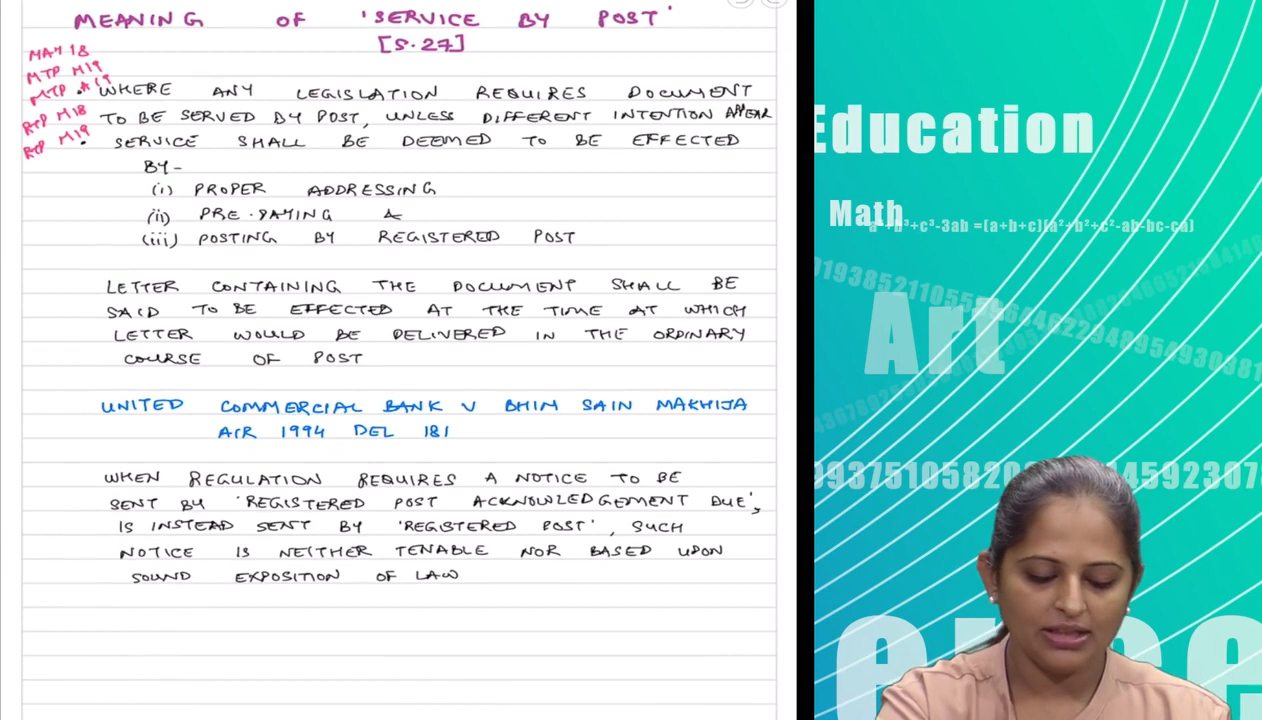 MEANING OF 'SERVICE BY POST'
[S.27]
MAY 18
MTP M19
MTP A19
RTP M18
RTP M19
• WHERE ANY LEGISLATION REQUIRES DOCUMENT
TO BE SERVED BY POST, UNLESS DIFFERENT INTENTION APPEAR
• SERVICE SHALL BE DEEMED TO BE EFFECTED
BY-
(i) PROPER ADDRESSING
(ii) PRE-PAYING &
(iii) POSTING BY REGISTERED POST
LETTER CONTAINING THE DOCUMENT SHALL BE
SAID TO BE EFFECTED AT THE TIME AT WHICH
LETTER WOULD BE DELIVERED IN THE ORDINARY
COURSE OF POST
UNITED COMMERCIAL BANK V BHIM SAIN MAKHIJA
AIR 1994 DEL 181
WHEN REGULATION REQUIRES A NOTICE TO BE
SENT BY 'REGISTERED POST ACKNOWLEDGEMENT DUE',
IS INSTEAD SENT BY 'REGISTERED POST', SUCH
NOTICE IS NEITHER TENABLE NOR BASED UPON
SOUND EXPOSITION OF LAW
Education
Math
=(a+b+c)(a²+b²+c²-ab-bc-ca)
Art